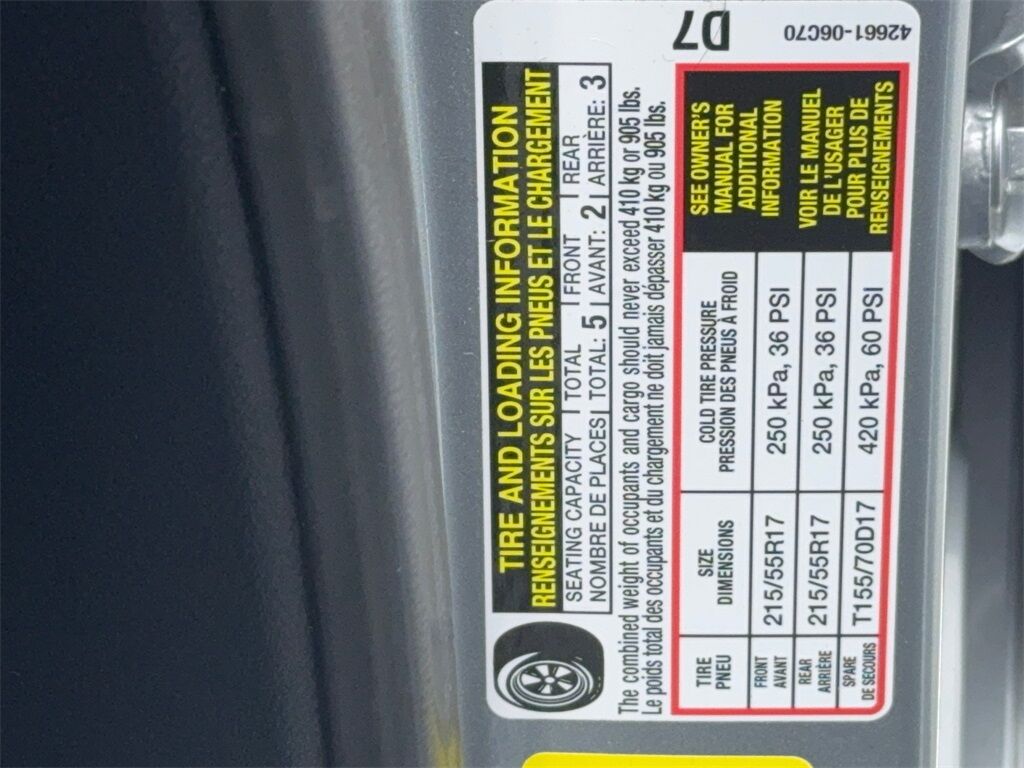 TIRE AND LOADING INFORMATION
RENSEIGNEMENTS SUR LES PNEUS ET LE CHARGEMENT
SEATING CAPACITY | TOTAL | FRONT | REAR
NOMBRE DE PLACES | TOTAL: 5 | AVANT: 2 | ARRIÈRE: 3
The combined weight of occupants and cargo should never exceed 410 kg or 905 lbs.
Le poids total des occupants et du chargement ne doit jamais dépasser 410 kg ou 905 lbs.
TIRE SIZE COLD TIRE PRESSURE
PNEU DIMENSIONS PRESSION DES PNEUS À FROID
FRONT
AVANT 215/55R17 250 kPa, 36 PSI
REAR
ARRIÈRE 215/55R17 250 kPa, 36 PSI
SPARE
DE SECOURS T155/70D17 420 kPa, 60 PSI
SEE OWNER'S
MANUAL FOR
ADDITIONAL
INFORMATION
VOIR LE MANUEL
DE L'USAGER
POUR PLUS DE
RENSEIGNEMENTS
D7
42661-06C70